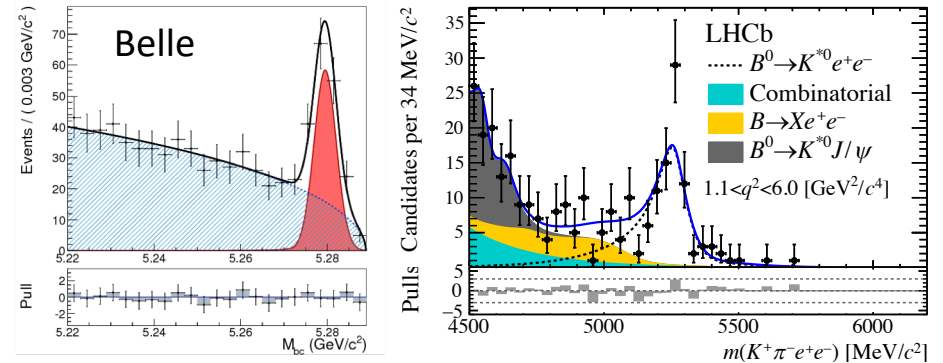 Belle
Events / ( 0.003 GeV/c² )
70
60
50
40
30
20
10
0
5.22 5.24 5.26 5.28
Pull
2
0
−2
5.22 5.24 5.26 5.28
M_bc (GeV/c²)
LHCb
B⁰→K*⁰e⁺e⁻
Combinatorial
B→Xe⁺e⁻
B⁰→K*⁰J/ψ
1.1<q²<6.0 [GeV²/c⁴]
Candidates per 34 MeV/c²
35
30
25
20
15
10
5
Pulls
5
0
−5
4500 5000 5500 6000
m(K⁺π⁻e⁺e⁻) [MeV/c²]